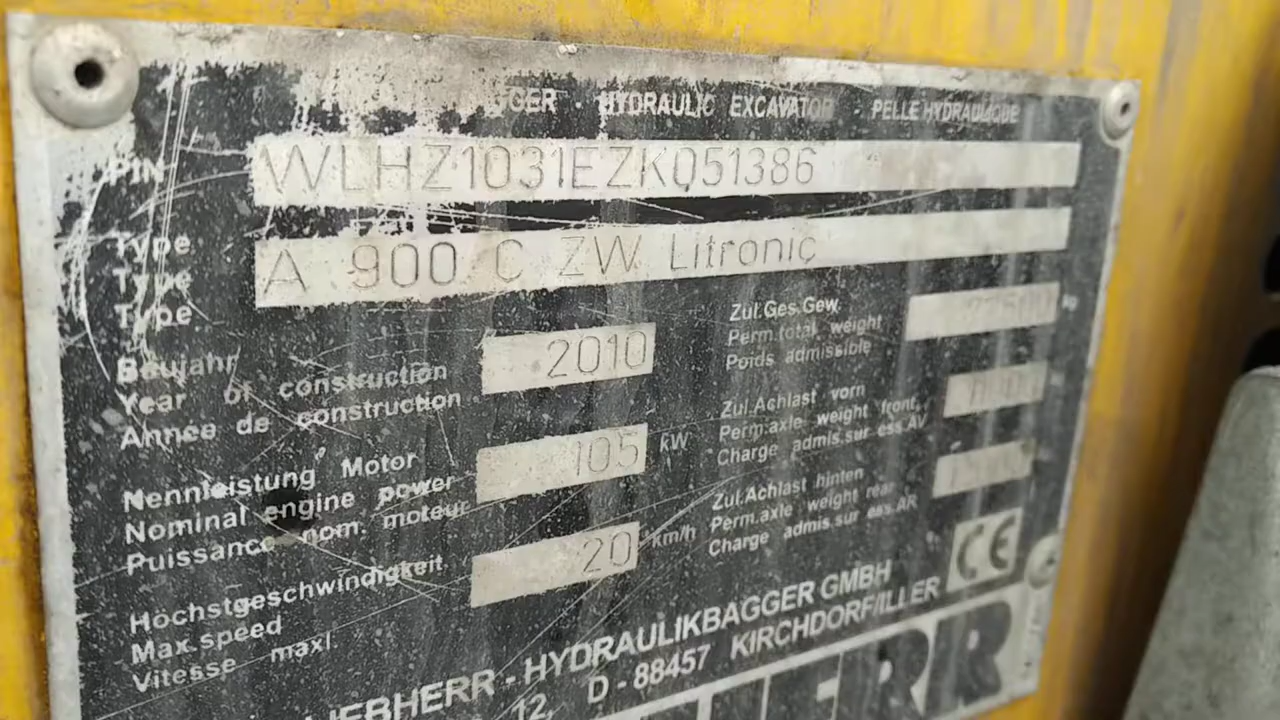 HYDRAULIC EXCAVATOR - PELLE HYDRAULIQUE
PIN WLHZ1031EZK051386
Type
Type A 900 C ZW Litronic
Type
Baujahr
Year of construction 2010
Année de construction
Nennleistung Motor
Nominal engine power 105 kW
Puissance nom. moteur
Höchstgeschwindigkeit
Max.speed 20 km/h
Vitesse maxl.
Zul.Ges.Gew.
Perm.total weight
Poids admissible
Zul.Achlast vorn
Perm.axle weight front
Charge admis.sur ess.AV
Zul.Achlast hinten
Perm.axle weight rear
Charge admis.sur ess.AR
CE
LIEBHERR - HYDRAULIKBAGGER GMBH
12, D - 88457 KIRCHDORF/ILLER